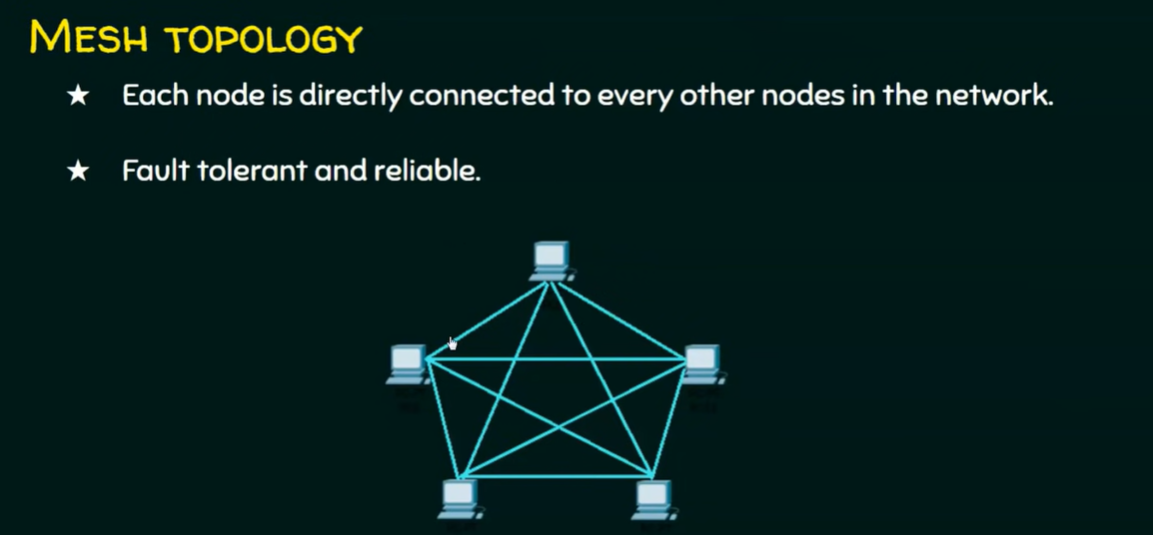 Mesh topology
★ Each node is directly connected to every other nodes in the network.
★ Fault tolerant and reliable.